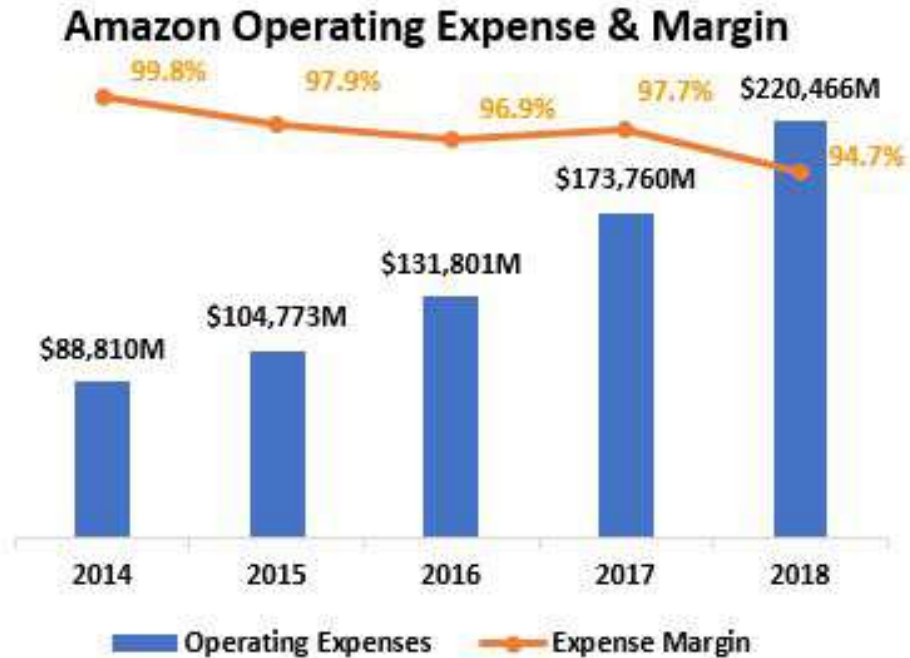 Amazon Operating Expense & Margin
99.8%
97.9%
96.9%
97.7%
94.7%
$88,810M
$104,773M
$131,801M
$173,760M
$220,466M
2014 2015 2016 2017 2018
Operating Expenses Expense Margin